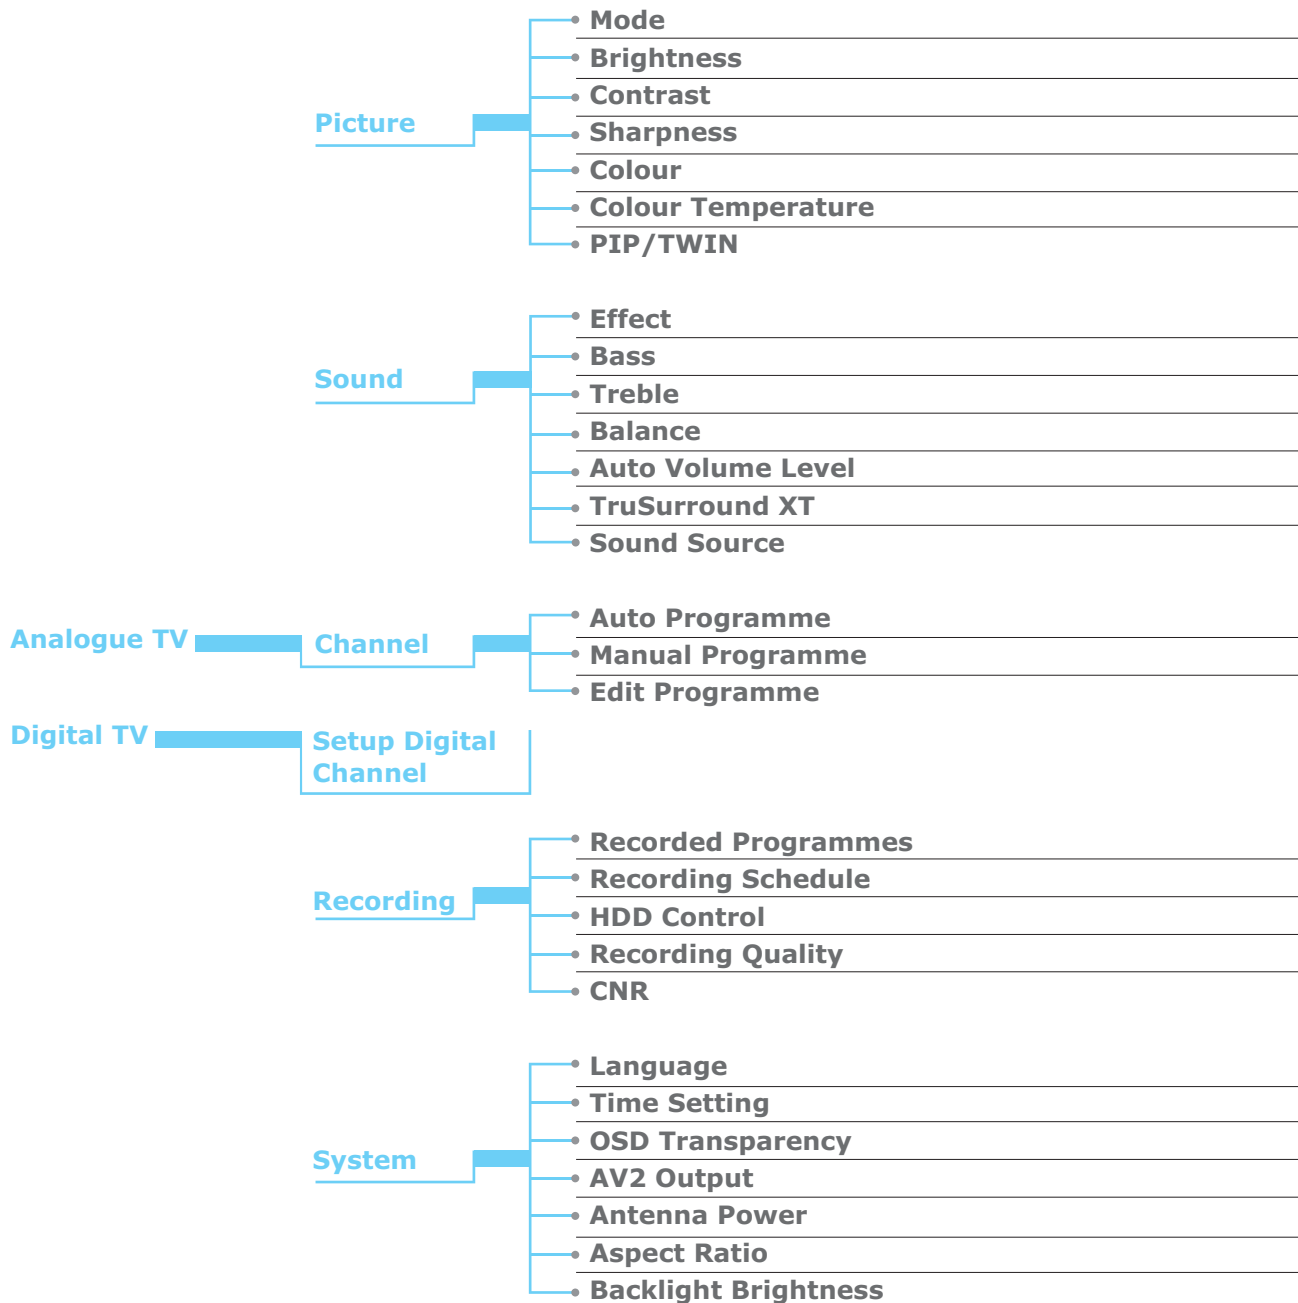 Picture
Mode
Brightness
Contrast
Sharpness
Colour
Colour Temperature
PIP/TWIN
Sound
Effect
Bass
Treble
Balance
Auto Volume Level
TruSurround XT
Sound Source
Analogue TV
Channel
Auto Programme
Manual Programme
Edit Programme
Digital TV
Setup Digital
Channel
Recording
Recorded Programmes
Recording Schedule
HDD Control
Recording Quality
CNR
System
Language
Time Setting
OSD Transparency
AV2 Output
Antenna Power
Aspect Ratio
Backlight Brightness